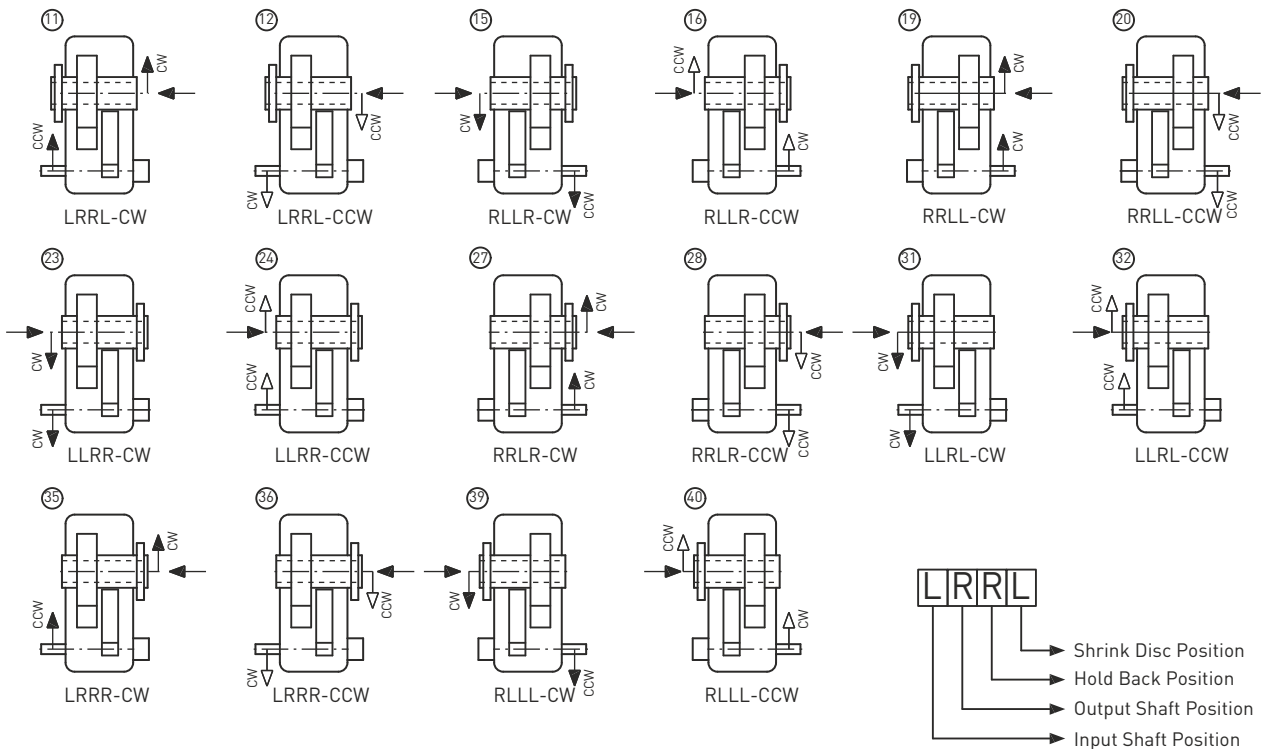 11 12 15 16 19 20
CW CCW CW CCW CW CCW
CCW CW CCW CW CW CCW
LRRL-CW LRRL-CCW RLLR-CW RLLR-CCW RRLL-CW RRLL-CCW
23 24 27 28 31 32
CW CCW CW CCW CW CCW
CW CCW CW CCW CW CCW
LLRR-CW LLRR-CCW RRLR-CW RRLR-CCW LLRL-CW LLRL-CCW
35 36 39 40
CW CCW CW CCW
CCW CW CCW CW
LRRR-CW LRRR-CCW RLLL-CW RLLL-CCW
LRRL
Shrink Disc Position
Hold Back Position
Output Shaft Position
Input Shaft Position